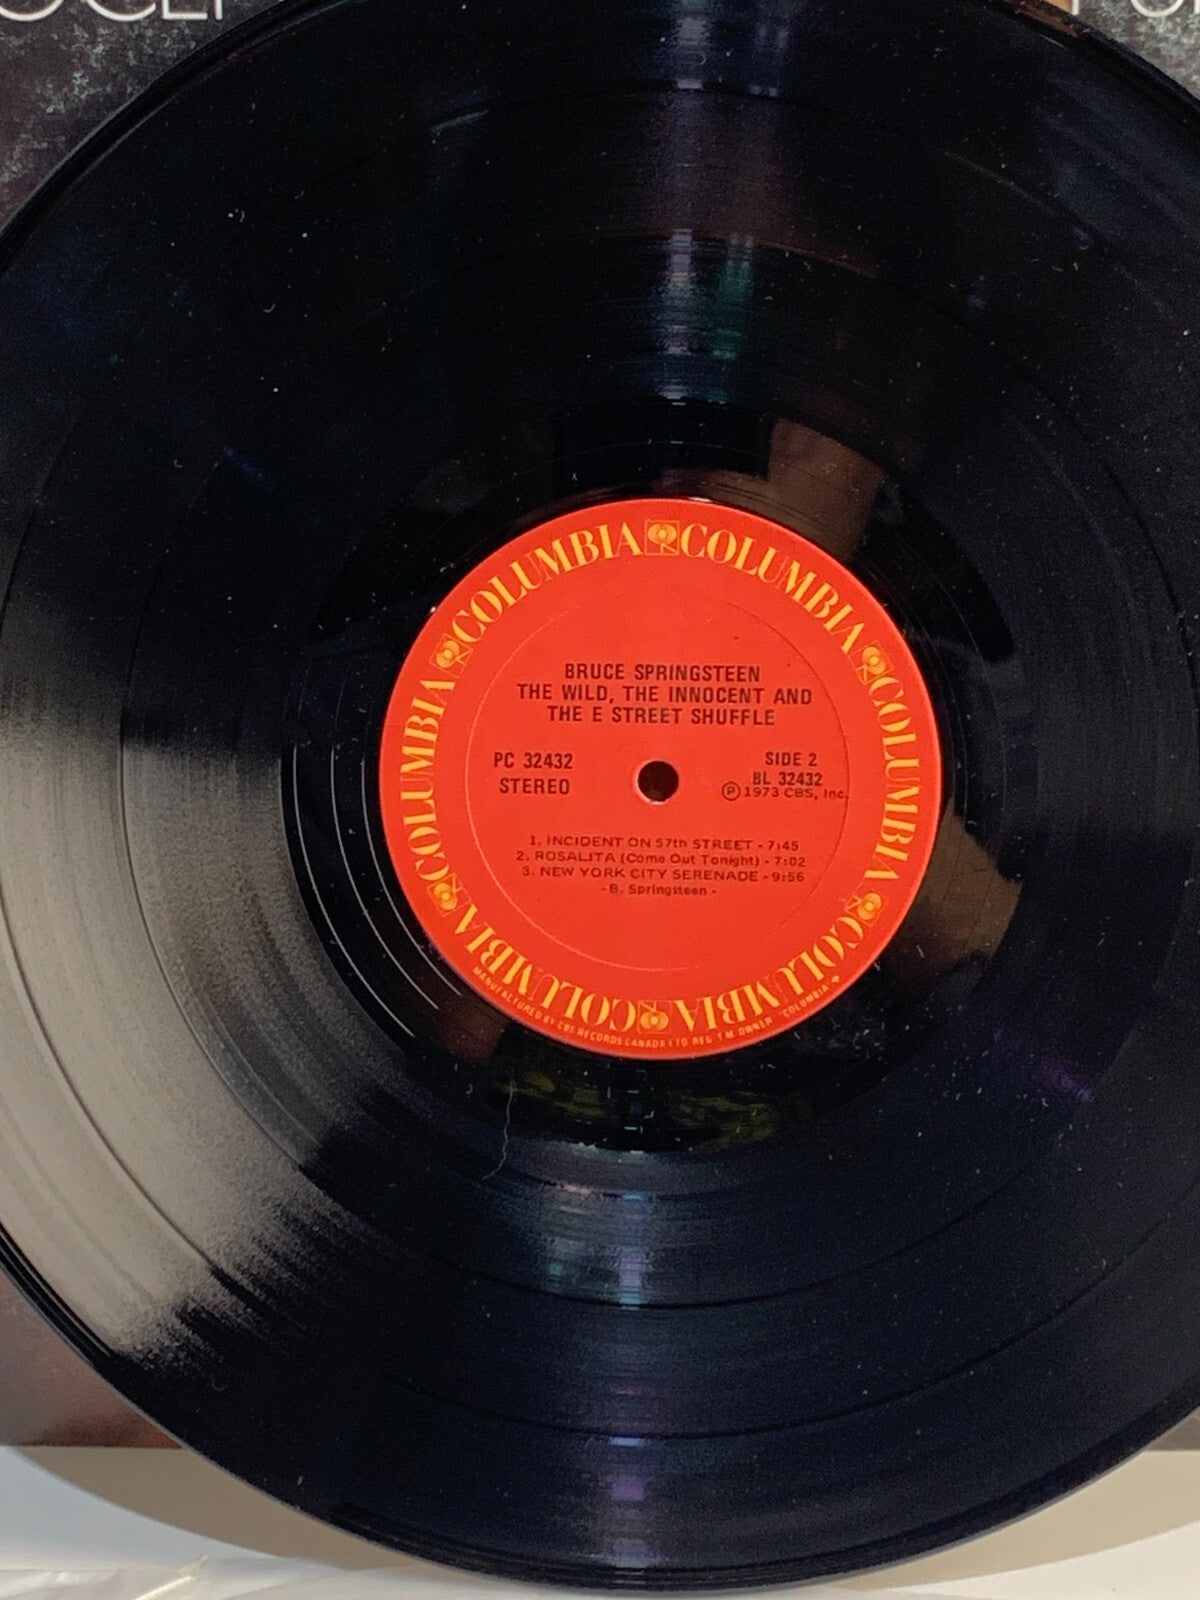 COLUMBIA COLUMBIA COLUMBIA COLUMBIA COLUMBIA COLUMBIA COLUMBIA
BRUCE SPRINGSTEEN
THE WILD, THE INNOCENT AND
THE E STREET SHUFFLE
PC 32432
STEREO
SIDE 2
BL 32432
Ⓟ 1973 CBS, Inc.
1. INCIDENT ON 57th STREET - 7:45
2. ROSALITA (Come Out Tonight) - 7:02
3. NEW YORK CITY SERENADE - 9:56
- B. Springsteen -
MANUFACTURED BY CBS RECORDS CANADA LTD REG T M OWNER "COLUMBIA"